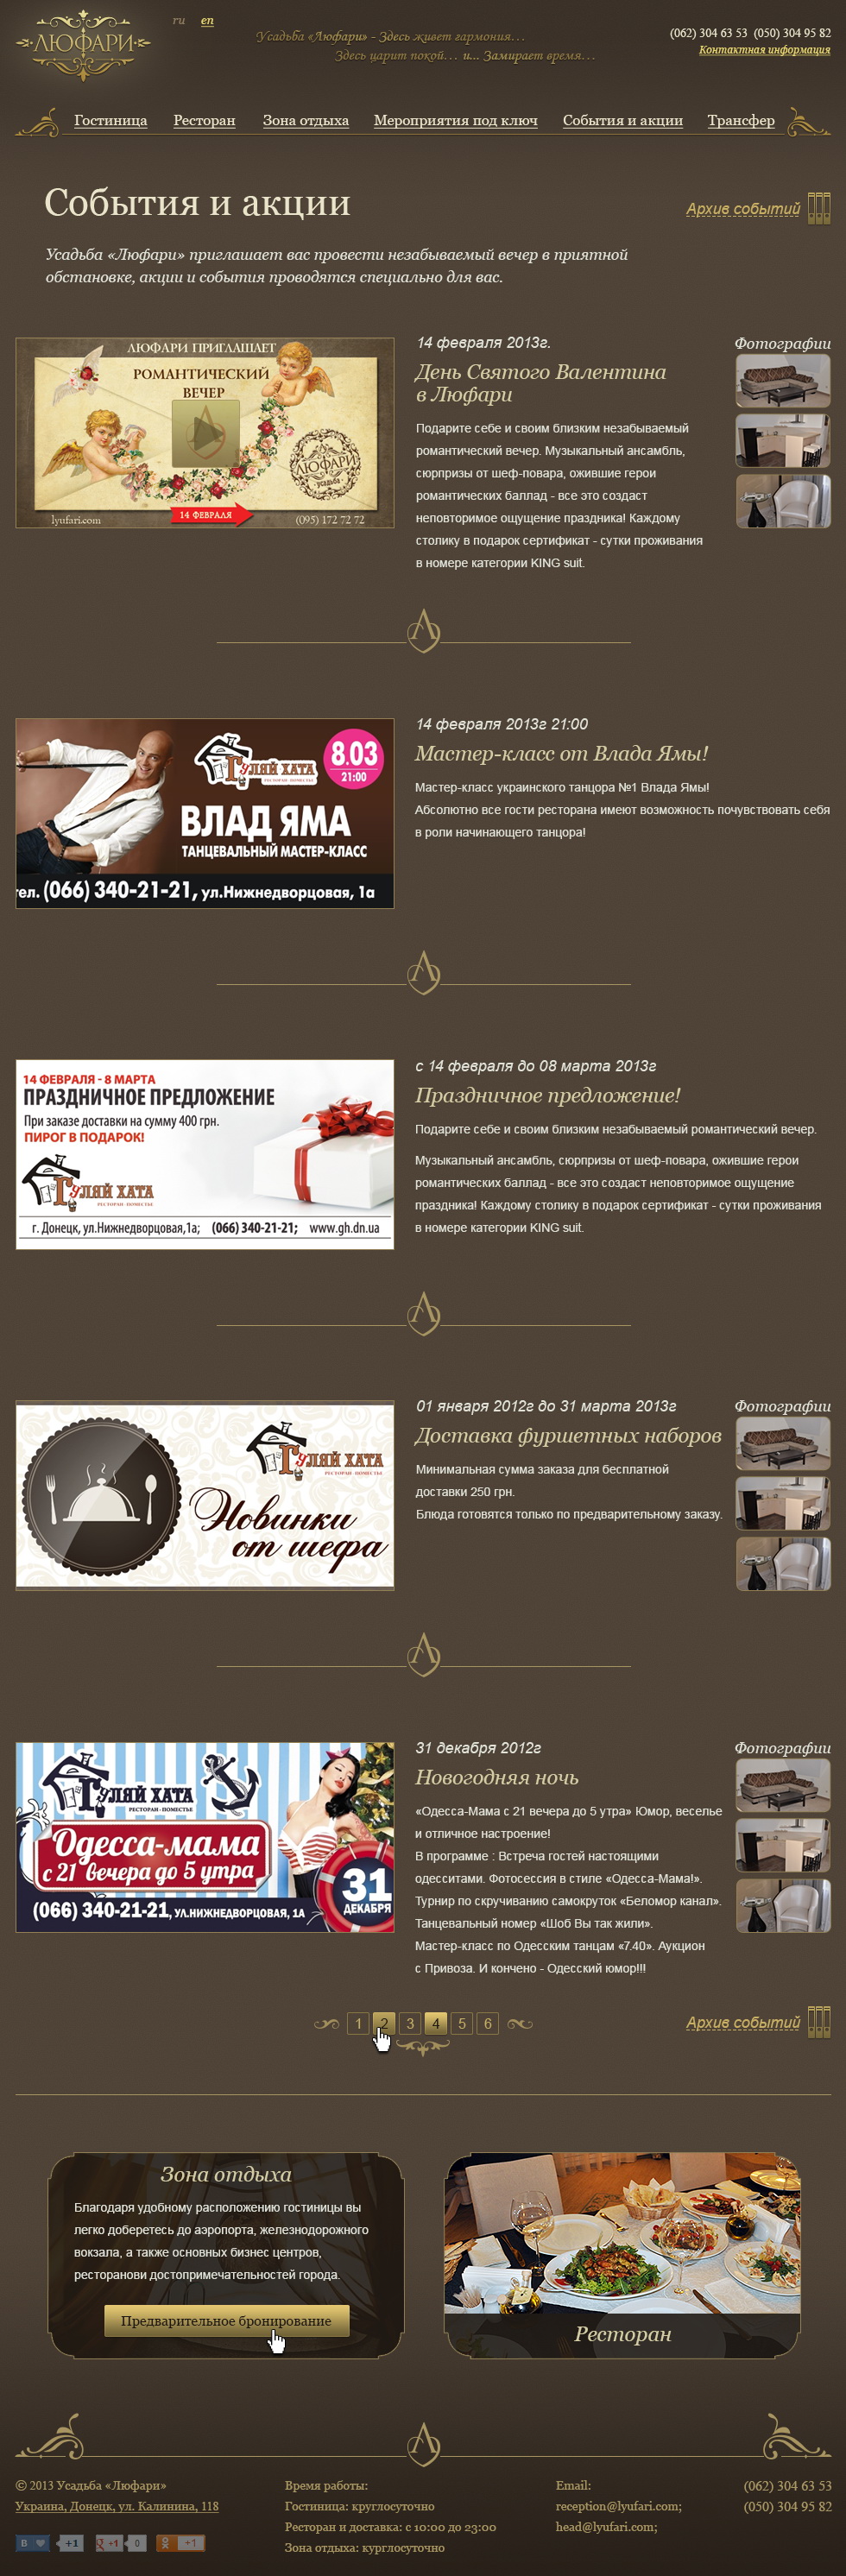 ЛЮФАРИ
ru en
Усадьба «Люфари» - Здесь живет гармония...
Здесь царит покой... и... Замирает время...
(062) 304 63 53 (050) 304 95 82
Контактная информация
Гостиница Ресторан Зона отдыха Мероприятия под ключ События и акции Трансфер
События и акции
Архив событий
Усадьба «Люфари» приглашает вас провести незабываемый вечер в приятной
обстановке, акции и события проводятся специально для вас.
ЛЮФАРИ ПРИГЛАШАЕТ
РОМАНТИЧЕСКИЙ
ВЕЧЕР
ЛЮФАРИ
усадьба
14 ФЕВРАЛЯ
lyufari.com
(095) 172 72 72
14 февраля 2013г.
День Святого Валентина
в Люфари
Подарите себе и своим близким незабываемый
романтический вечер. Музыкальный ансамбль,
сюрпризы от шеф-повара, ожившие герои
романтических баллад - все это создаст
неповторимое ощущение праздника! Каждому
столику в подарок сертификат - сутки проживания
в номере категории KING suit.
Фотографии
ГУЛЯЙ ХАТА
РЕСТОРАН-ПОМЕСТЬЕ
8.03
21:00
ВЛАД ЯМА
ТАНЦЕВАЛЬНЫЙ МАСТЕР-КЛАСС
тел. (066) 340-21-21, ул.Нижнедворцовая, 1а
14 февраля 2013г 21:00
Мастер-класс от Влада Ямы!
Мастер-класс украинского танцора №1 Влада Ямы!
Абсолютно все гости ресторана имеют возможность почувствовать себя
в роли начинающего танцора!
14 ФЕВРАЛЯ - 8 МАРТА
ПРАЗДНИЧНОЕ ПРЕДЛОЖЕНИЕ
При заказе доставки на сумму 400 грн.
ПИРОГ В ПОДАРОК!
ГУЛЯЙ ХАТА
РЕСТОРАН-ПОМЕСТЬЕ
г. Донецк, ул.Нижнедворцовая,1а; (066) 340-21-21; www.gh.dn.ua
с 14 февраля до 08 марта 2013г
Праздничное предложение!
Подарите себе и своим близким незабываемый романтический вечер.
Музыкальный ансамбль, сюрпризы от шеф-повара, ожившие герои
романтических баллад - все это создаст неповторимое ощущение
праздника! Каждому столику в подарок сертификат - сутки проживания
в номере категории KING suit.
ГУЛЯЙ ХАТА
РЕСТОРАН-ПОМЕСТЬЕ
Новинки
от шефа
01 января 2012г до 31 марта 2013г
Доставка фуршетных наборов
Минимальная сумма заказа для бесплатной
доставки 250 грн.
Блюда готовятся только по предварительному заказу.
Фотографии
ГУЛЯЙ ХАТА
РЕСТОРАН-ПОМЕСТЬЕ
Одесса-мама
с 21 вечера до 5 утра
31
ДЕКАБРЯ
(066) 340-21-21, УЛ.НИЖНЕДВОРЦОВАЯ, 1А
31 декабря 2012г
Новогодняя ночь
«Одесса-Мама с 21 вечера до 5 утра» Юмор, веселье
и отличное настроение!
В программе : Встреча гостей настоящими
одесситами. Фотосессия в стиле «Одесса-Мама!».
Турнир по скручиванию самокруток «Беломор канал».
Танцевальный номер «Шоб Вы так жили».
Мастер-класс по Одесским танцам «7.40». Аукцион
с Привоза. И кончено - Одесский юмор!!!
Фотографии
1 2 3 4 5 6
Архив событий
Зона отдыха
Благодаря удобному расположению гостиницы вы
легко доберетесь до аэропорта, железнодорожного
вокзала, а также основных бизнес центров,
ресторанови достопримечательностей города.
Предварительное бронирование
Ресторан
© 2013 Усадьба «Люфари»
Украина, Донецк, ул. Калинина, 118
В +1 +1 0 +1
Время работы:
Гостиница: круглосуточно
Ресторан и доставка: с 10:00 до 23:00
Зона отдыха: курглосуточно
Email:
reception@lyufari.com;
head@lyufari.com;
(062) 304 63 53
(050) 304 95 82